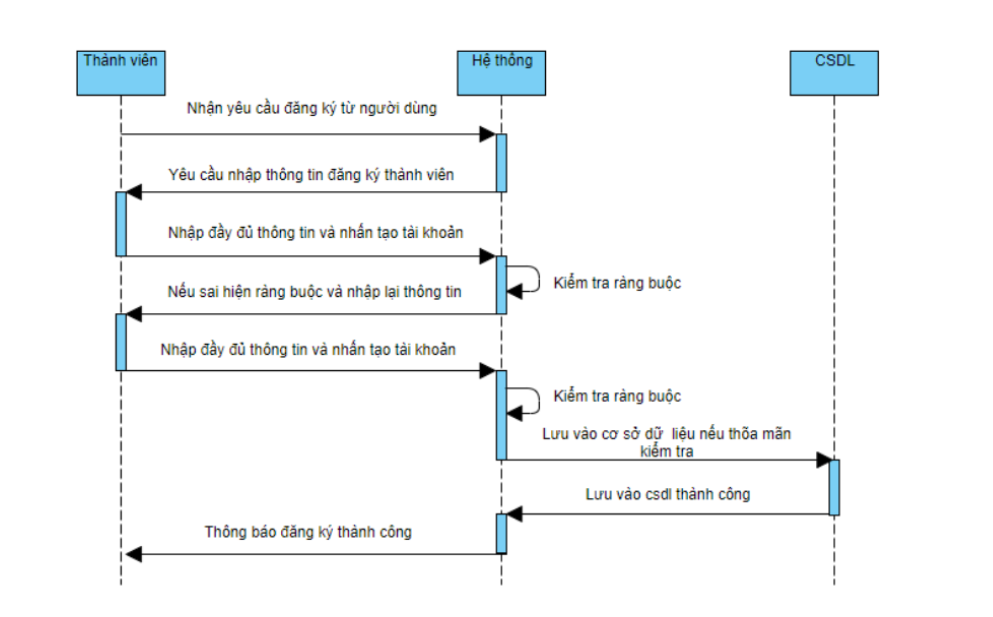 Thành viên
Hệ thống
CSDL
Nhận yêu cầu đăng ký từ người dùng
Yêu cầu nhập thông tin đăng ký thành viên
Nhập đầy đủ thông tin và nhấn tạo tài khoản
Kiểm tra ràng buộc
Nếu sai hiện ràng buộc và nhập lại thông tin
Nhập đầy đủ thông tin và nhấn tạo tài khoản
Kiểm tra ràng buộc
Lưu vào cơ sở dữ liệu nếu thõa mãn
kiểm tra
Lưu vào csdl thành công
Thông báo đăng ký thành công